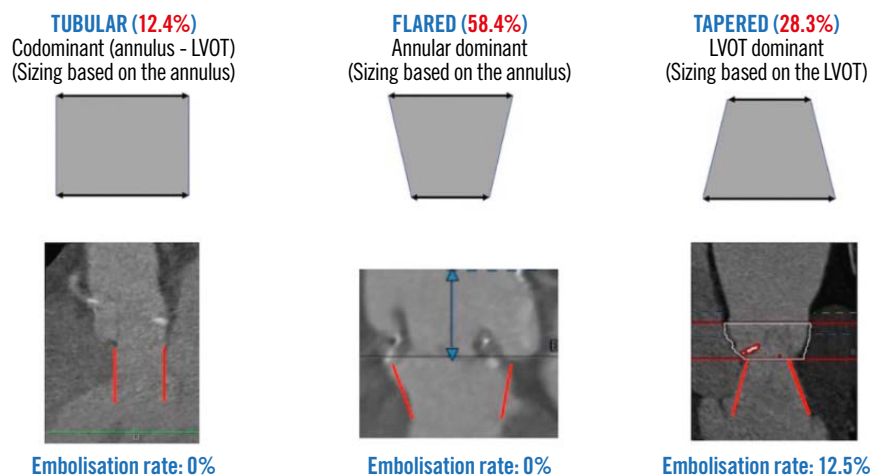 TUBULAR (12.4%)
Codominant (annulus - LVOT)
(Sizing based on the annulus)
FLARED (58.4%)
Annular dominant
(Sizing based on the annulus)
TAPERED (28.3%)
LVOT dominant
(Sizing based on the LVOT)
Embolisation rate: 0%
Embolisation rate: 0%
Embolisation rate: 12.5%